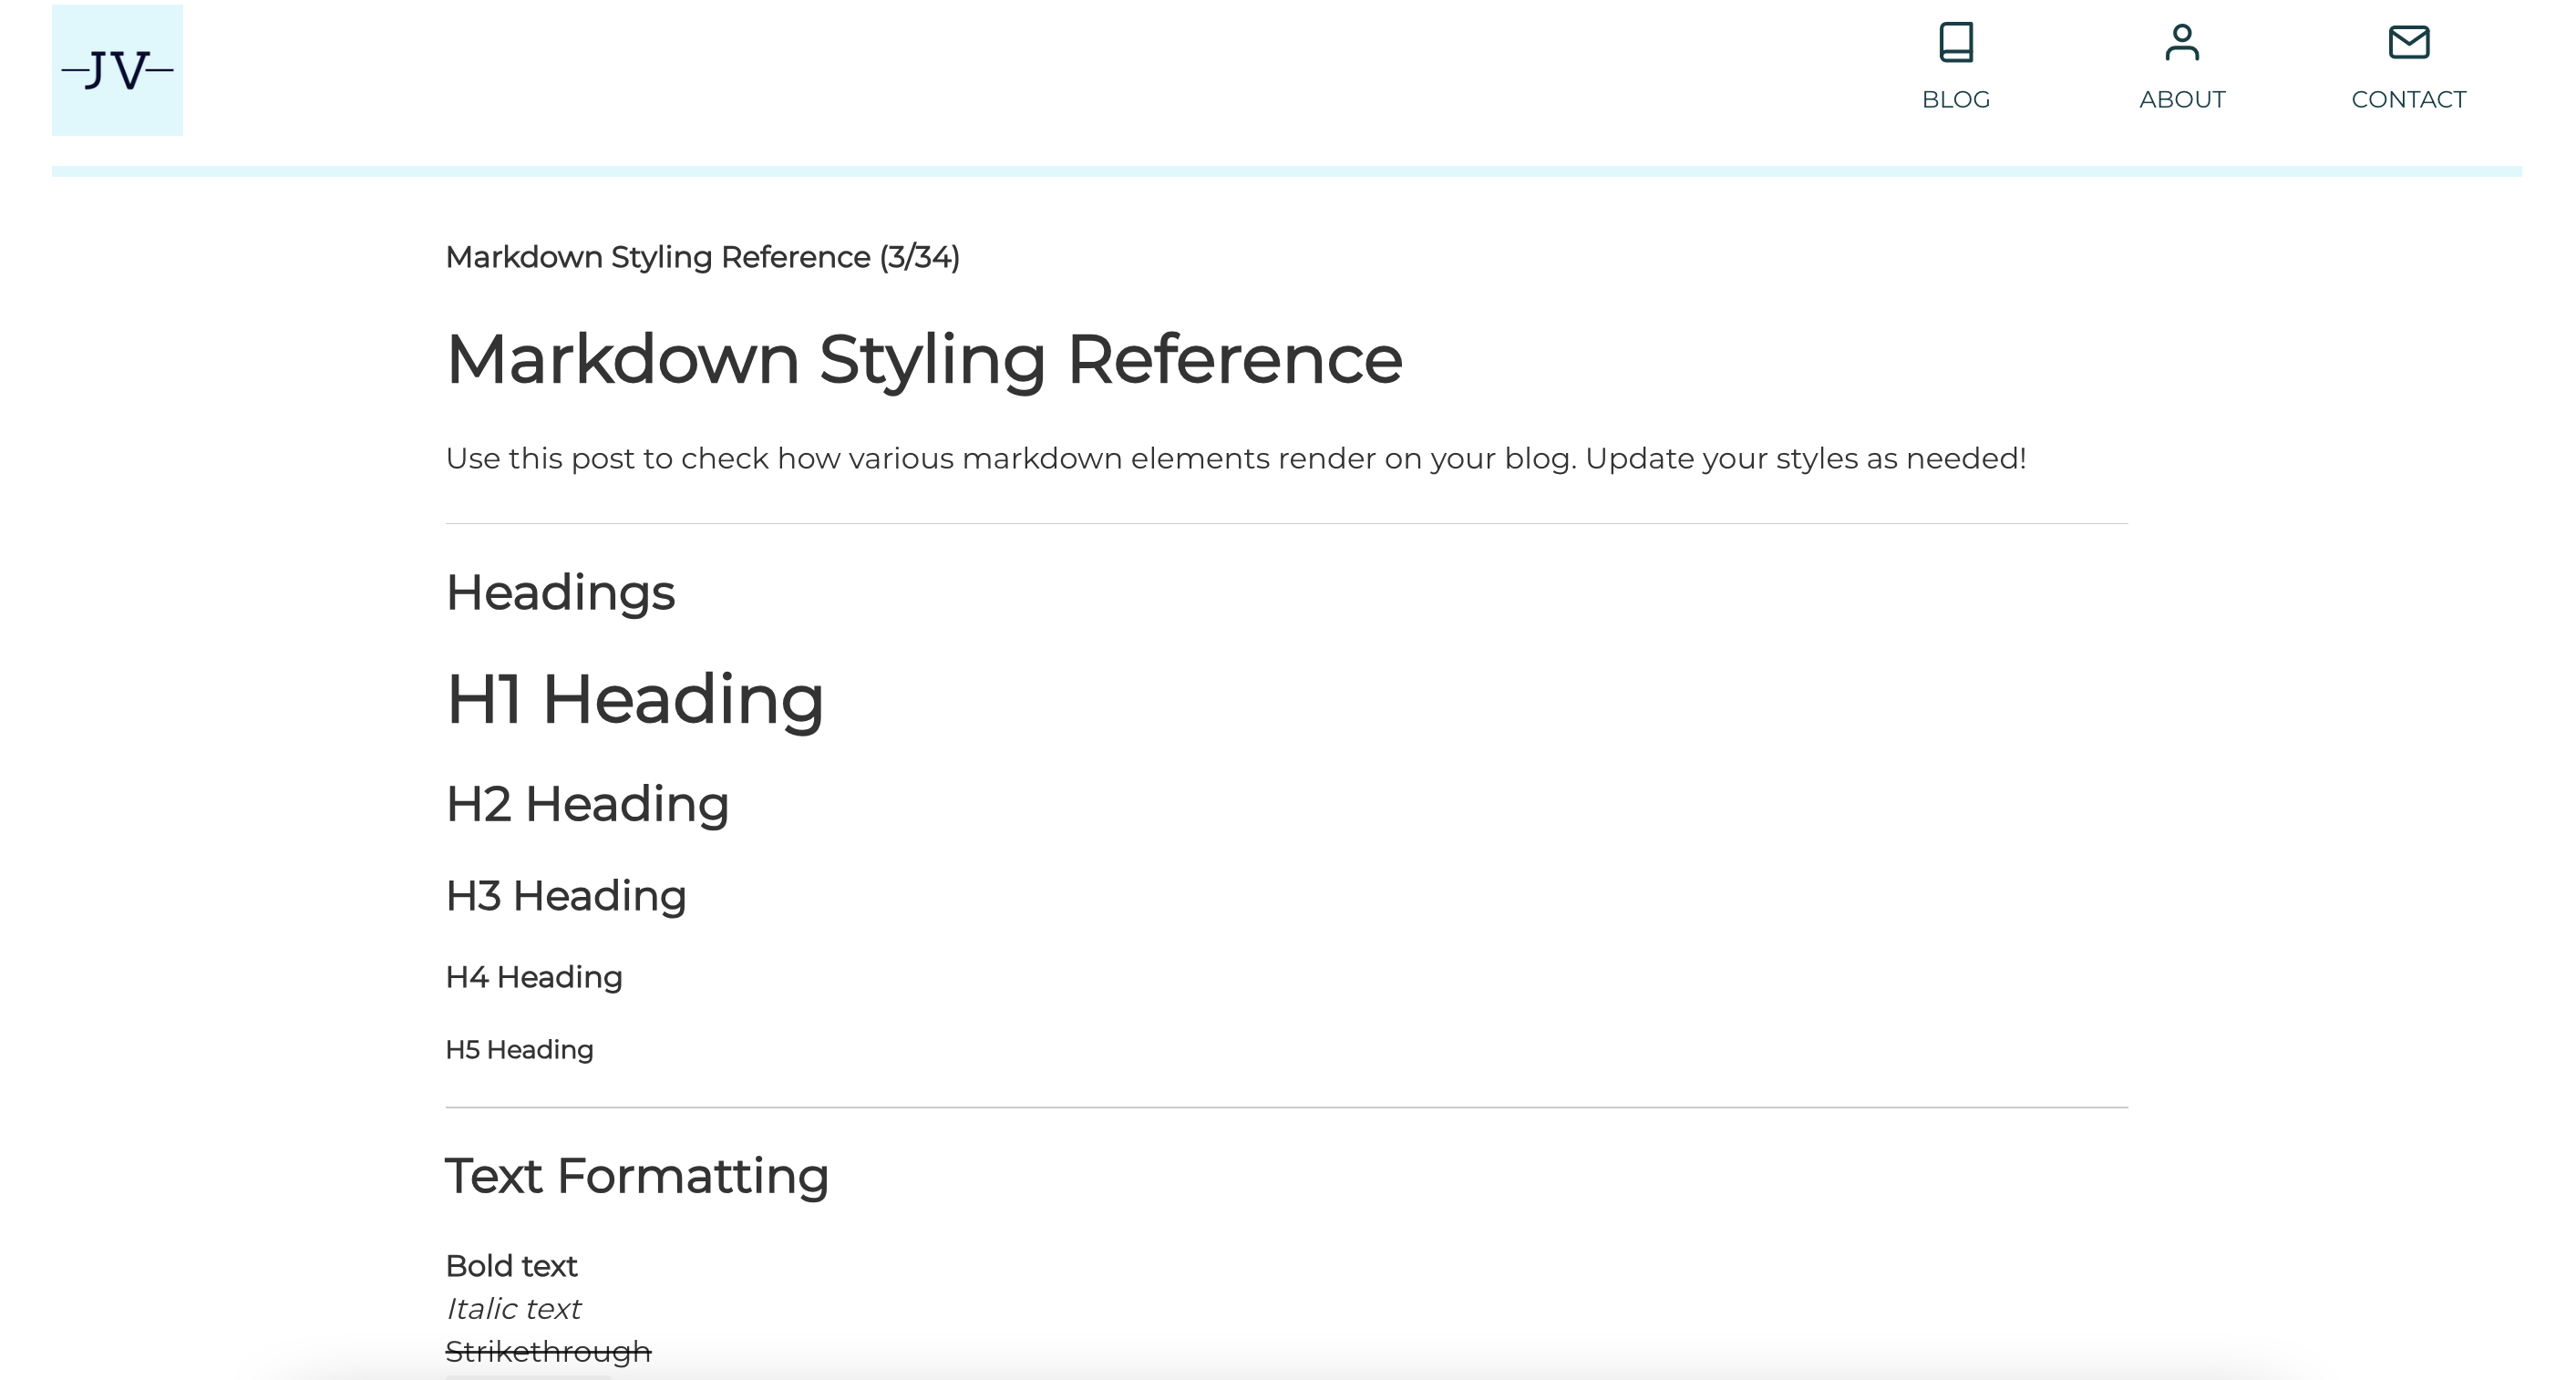 JV
BLOG
ABOUT
CONTACT
Markdown Styling Reference (3/34)
Markdown Styling Reference
Use this post to check how various markdown elements render on your blog. Update your styles as needed!
Headings
H1 Heading
H2 Heading
H3 Heading
H4 Heading
H5 Heading
Text Formatting
Bold text
Italic text
Strikethrough